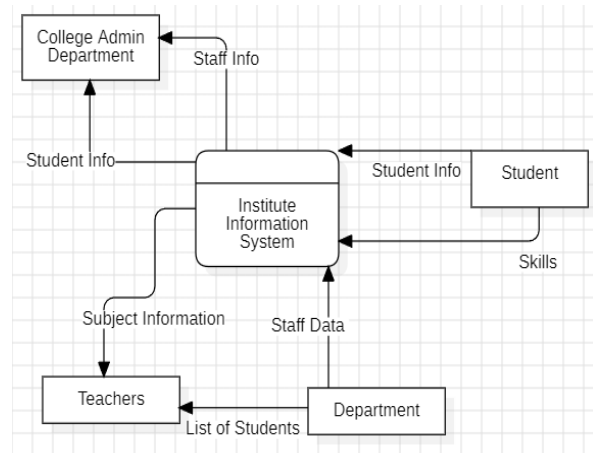 College Admin
Department
Staff Info
Student Info
Institute
Information
System
Student Info
Student
Skills
Subject Information
Staff Data
Teachers
Department
List of Students